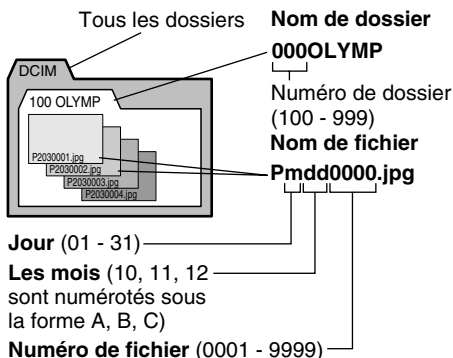 Tous les dossiers
DCIM
100 OLYMP
P2030001.jpg
P2030002.jpg
P2030003.jpg
P2030004.jpg
Nom de dossier
000OLYMP
Numéro de dossier
(100 - 999)
Nom de fichier
Pmdd0000.jpg
Jour (01 - 31)
Les mois (10, 11, 12
sont numérotés sous
la forme A, B, C)
Numéro de fichier (0001 - 9999)